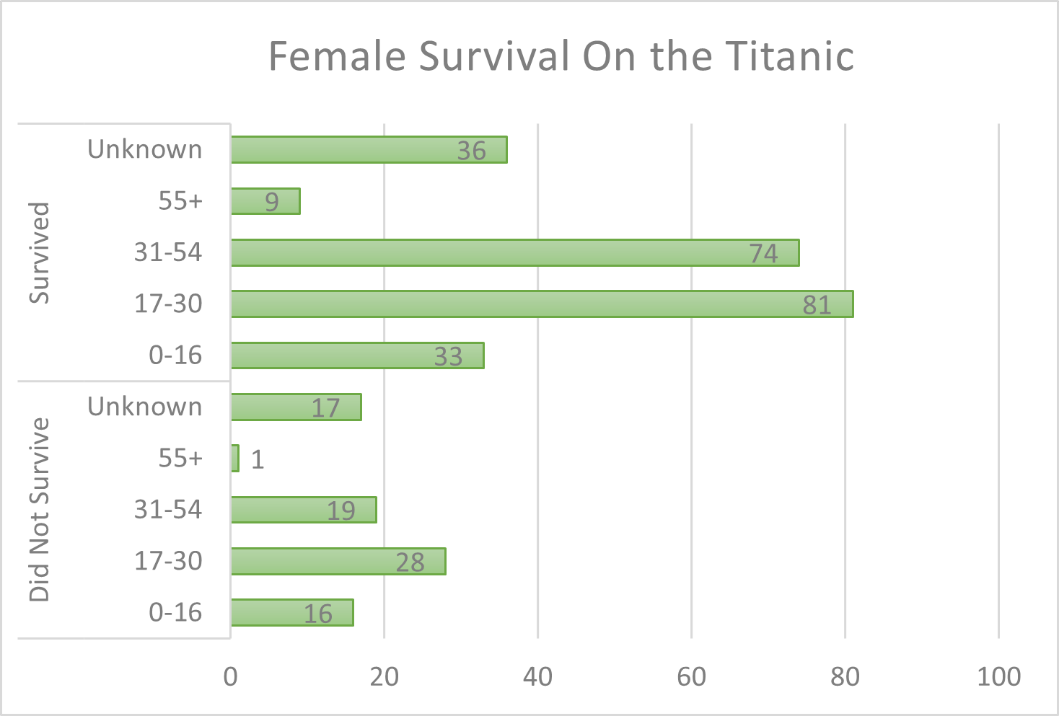 Female Survival On the Titanic
Survived
Unknown 36
55+ 9
31-54 74
17-30 81
0-16 33
Did Not Survive
Unknown 17
55+ 1
31-54 19
17-30 28
0-16 16
0 20 40 60 80 100